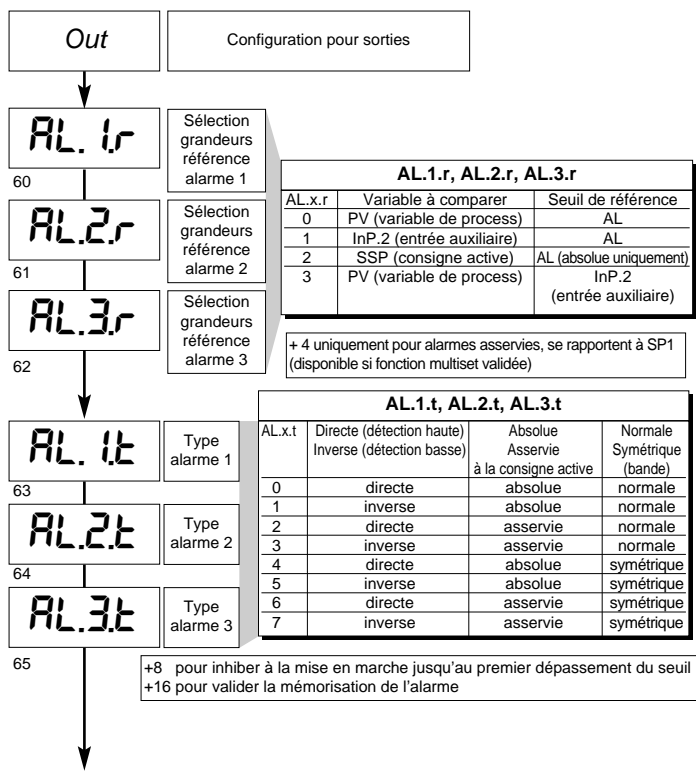 Out
Configuration pour sorties
AL.1.r
60
Sélection
grandeurs
référence
alarme 1
AL.2.r
61
Sélection
grandeurs
référence
alarme 2
AL.3.r
62
Sélection
grandeurs
référence
alarme 3
AL.1.r, AL.2.r, AL.3.r
AL.x.r Variable à comparer Seuil de référence
0 PV (variable de process) AL
1 InP.2 (entrée auxiliaire) AL
2 SSP (consigne active) AL (absolue uniquement)
3 PV (variable de process) InP.2
(entrée auxiliaire)
+ 4 uniquement pour alarmes asservies, se rapportent à SP1
(disponible si fonction multiset validée)
AL.1.t
63
Type
alarme 1
AL.2.t
64
Type
alarme 2
AL.3.t
65
Type
alarme 3
AL.1.t, AL.2.t, AL.3.t
AL.x.t Directe (détection haute) Absolue Normale
Inverse (détection basse) Asservie Symétrique
à la consigne active (bande)
0 directe absolue normale
1 inverse absolue normale
2 directe asservie normale
3 inverse asservie normale
4 directe absolue symétrique
5 inverse absolue symétrique
6 directe asservie symétrique
7 inverse asservie symétrique
+8 pour inhiber à la mise en marche jusqu'au premier dépassement du seuil
+16 pour valider la mémorisation de l'alarme